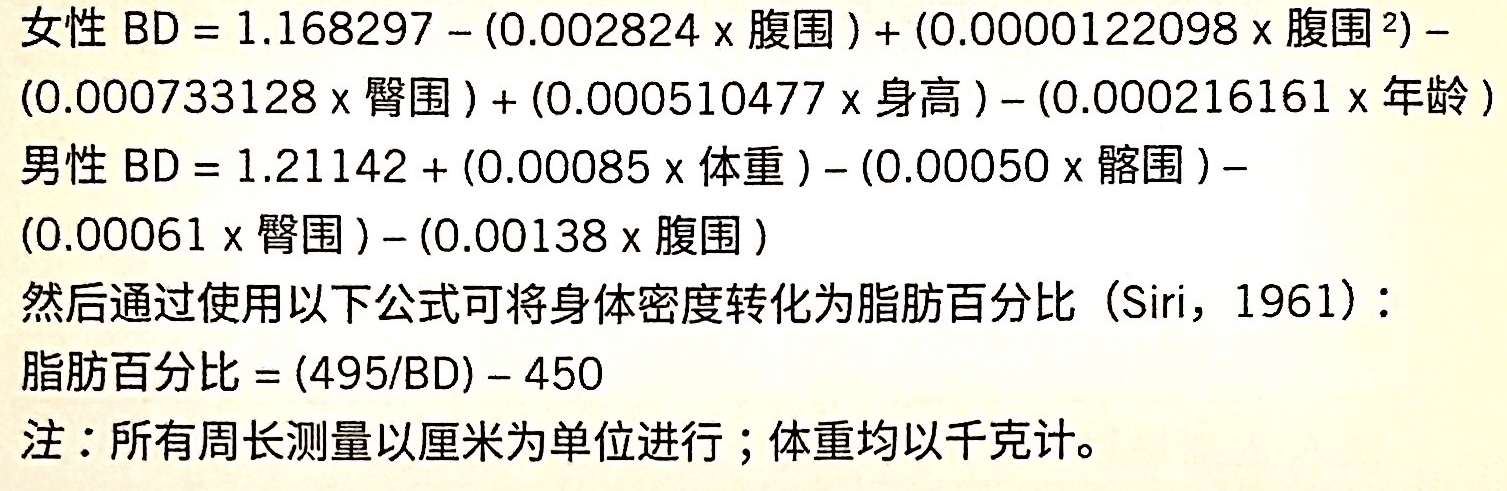 女性 BD = 1.168297 – (0.002824 x 腹围 ) + (0.0000122098 x 腹围 ²) –
(0.000733128 x 臀围 ) + (0.000510477 x 身高 ) – (0.000216161 x 年龄 )
男性 BD = 1.21142 + (0.00085 x 体重 ) – (0.00050 x 髂围 ) –
(0.00061 x 臀围 ) – (0.00138 x 腹围 )
然后通过使用以下公式可将身体密度转化为脂肪百分比（Siri，1961）：
脂肪百分比 = (495/BD) – 450
注：所有周长测量以厘米为单位进行；体重均以千克计。